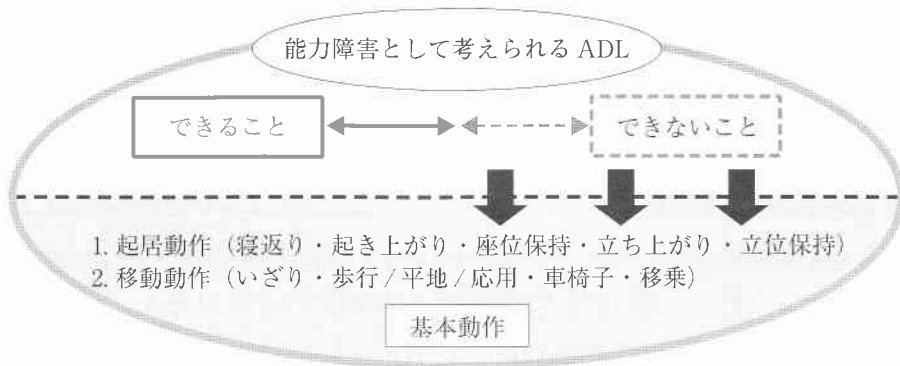 能力障害として考えられる ADL
できること
できないこと
1. 起居動作（寝返り・起き上がり・座位保持・立ち上がり・立位保持）
2. 移動動作（いざり・歩行 / 平地 / 応用・車椅子・移乗）
基本動作